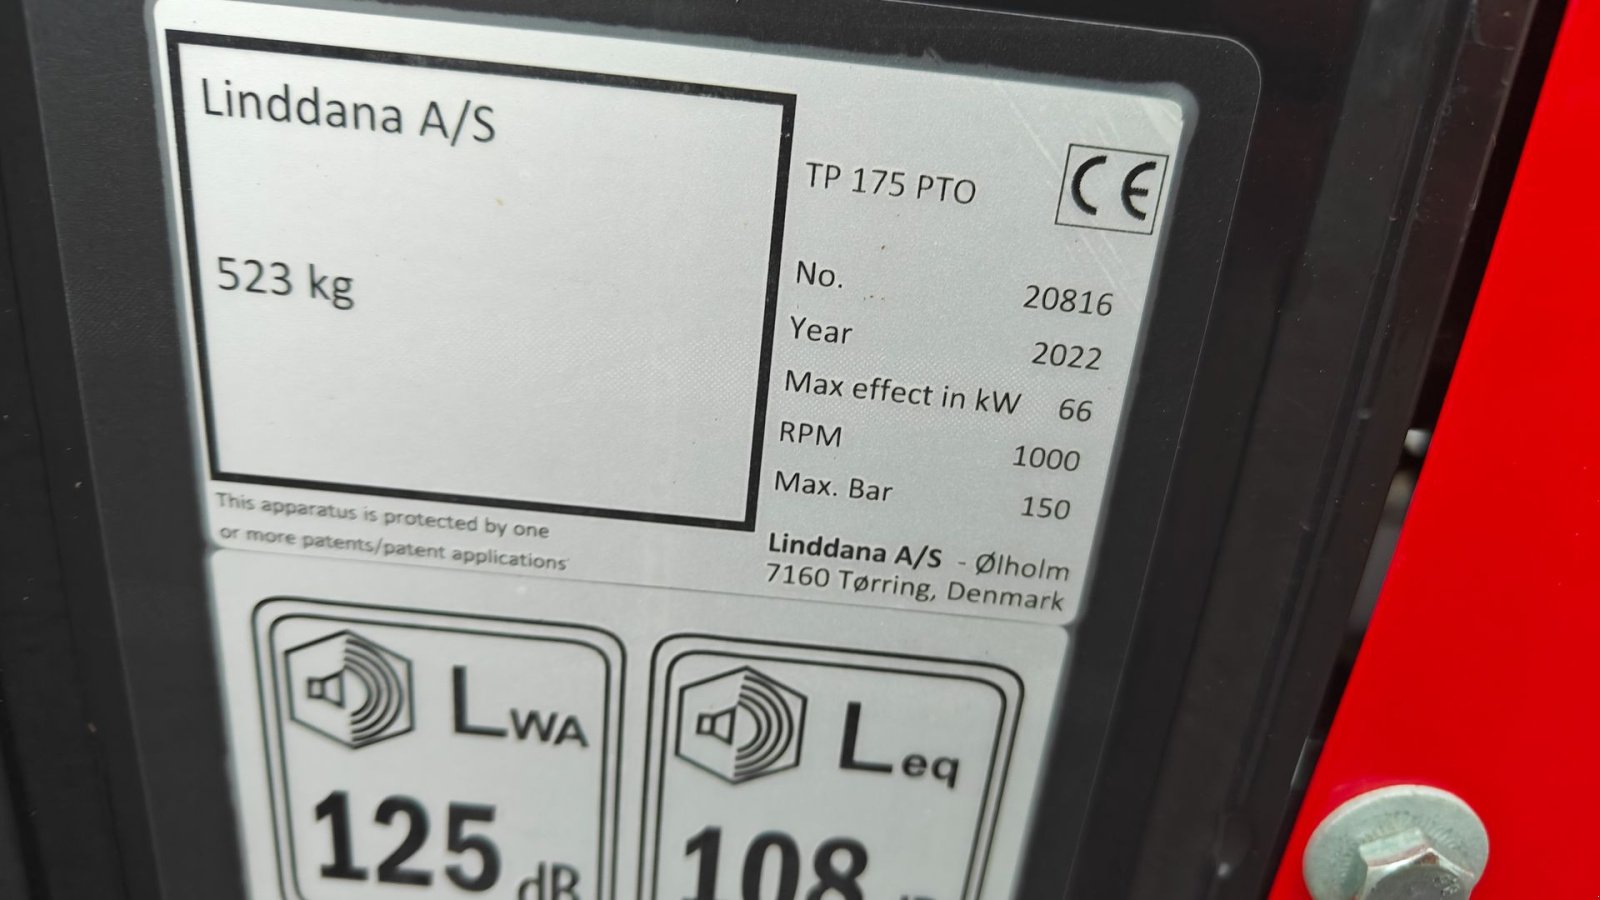 Linddana A/S
523 kg
TP 175 PTO
CE
No. 20816
Year 2022
Max effect in kW 66
RPM 1000
Max. Bar 150
Linddana A/S - Ølholm
7160 Tørring, Denmark
This apparatus is protected by one
or more patents/patent applications
LWA
125 dB
Leq
108